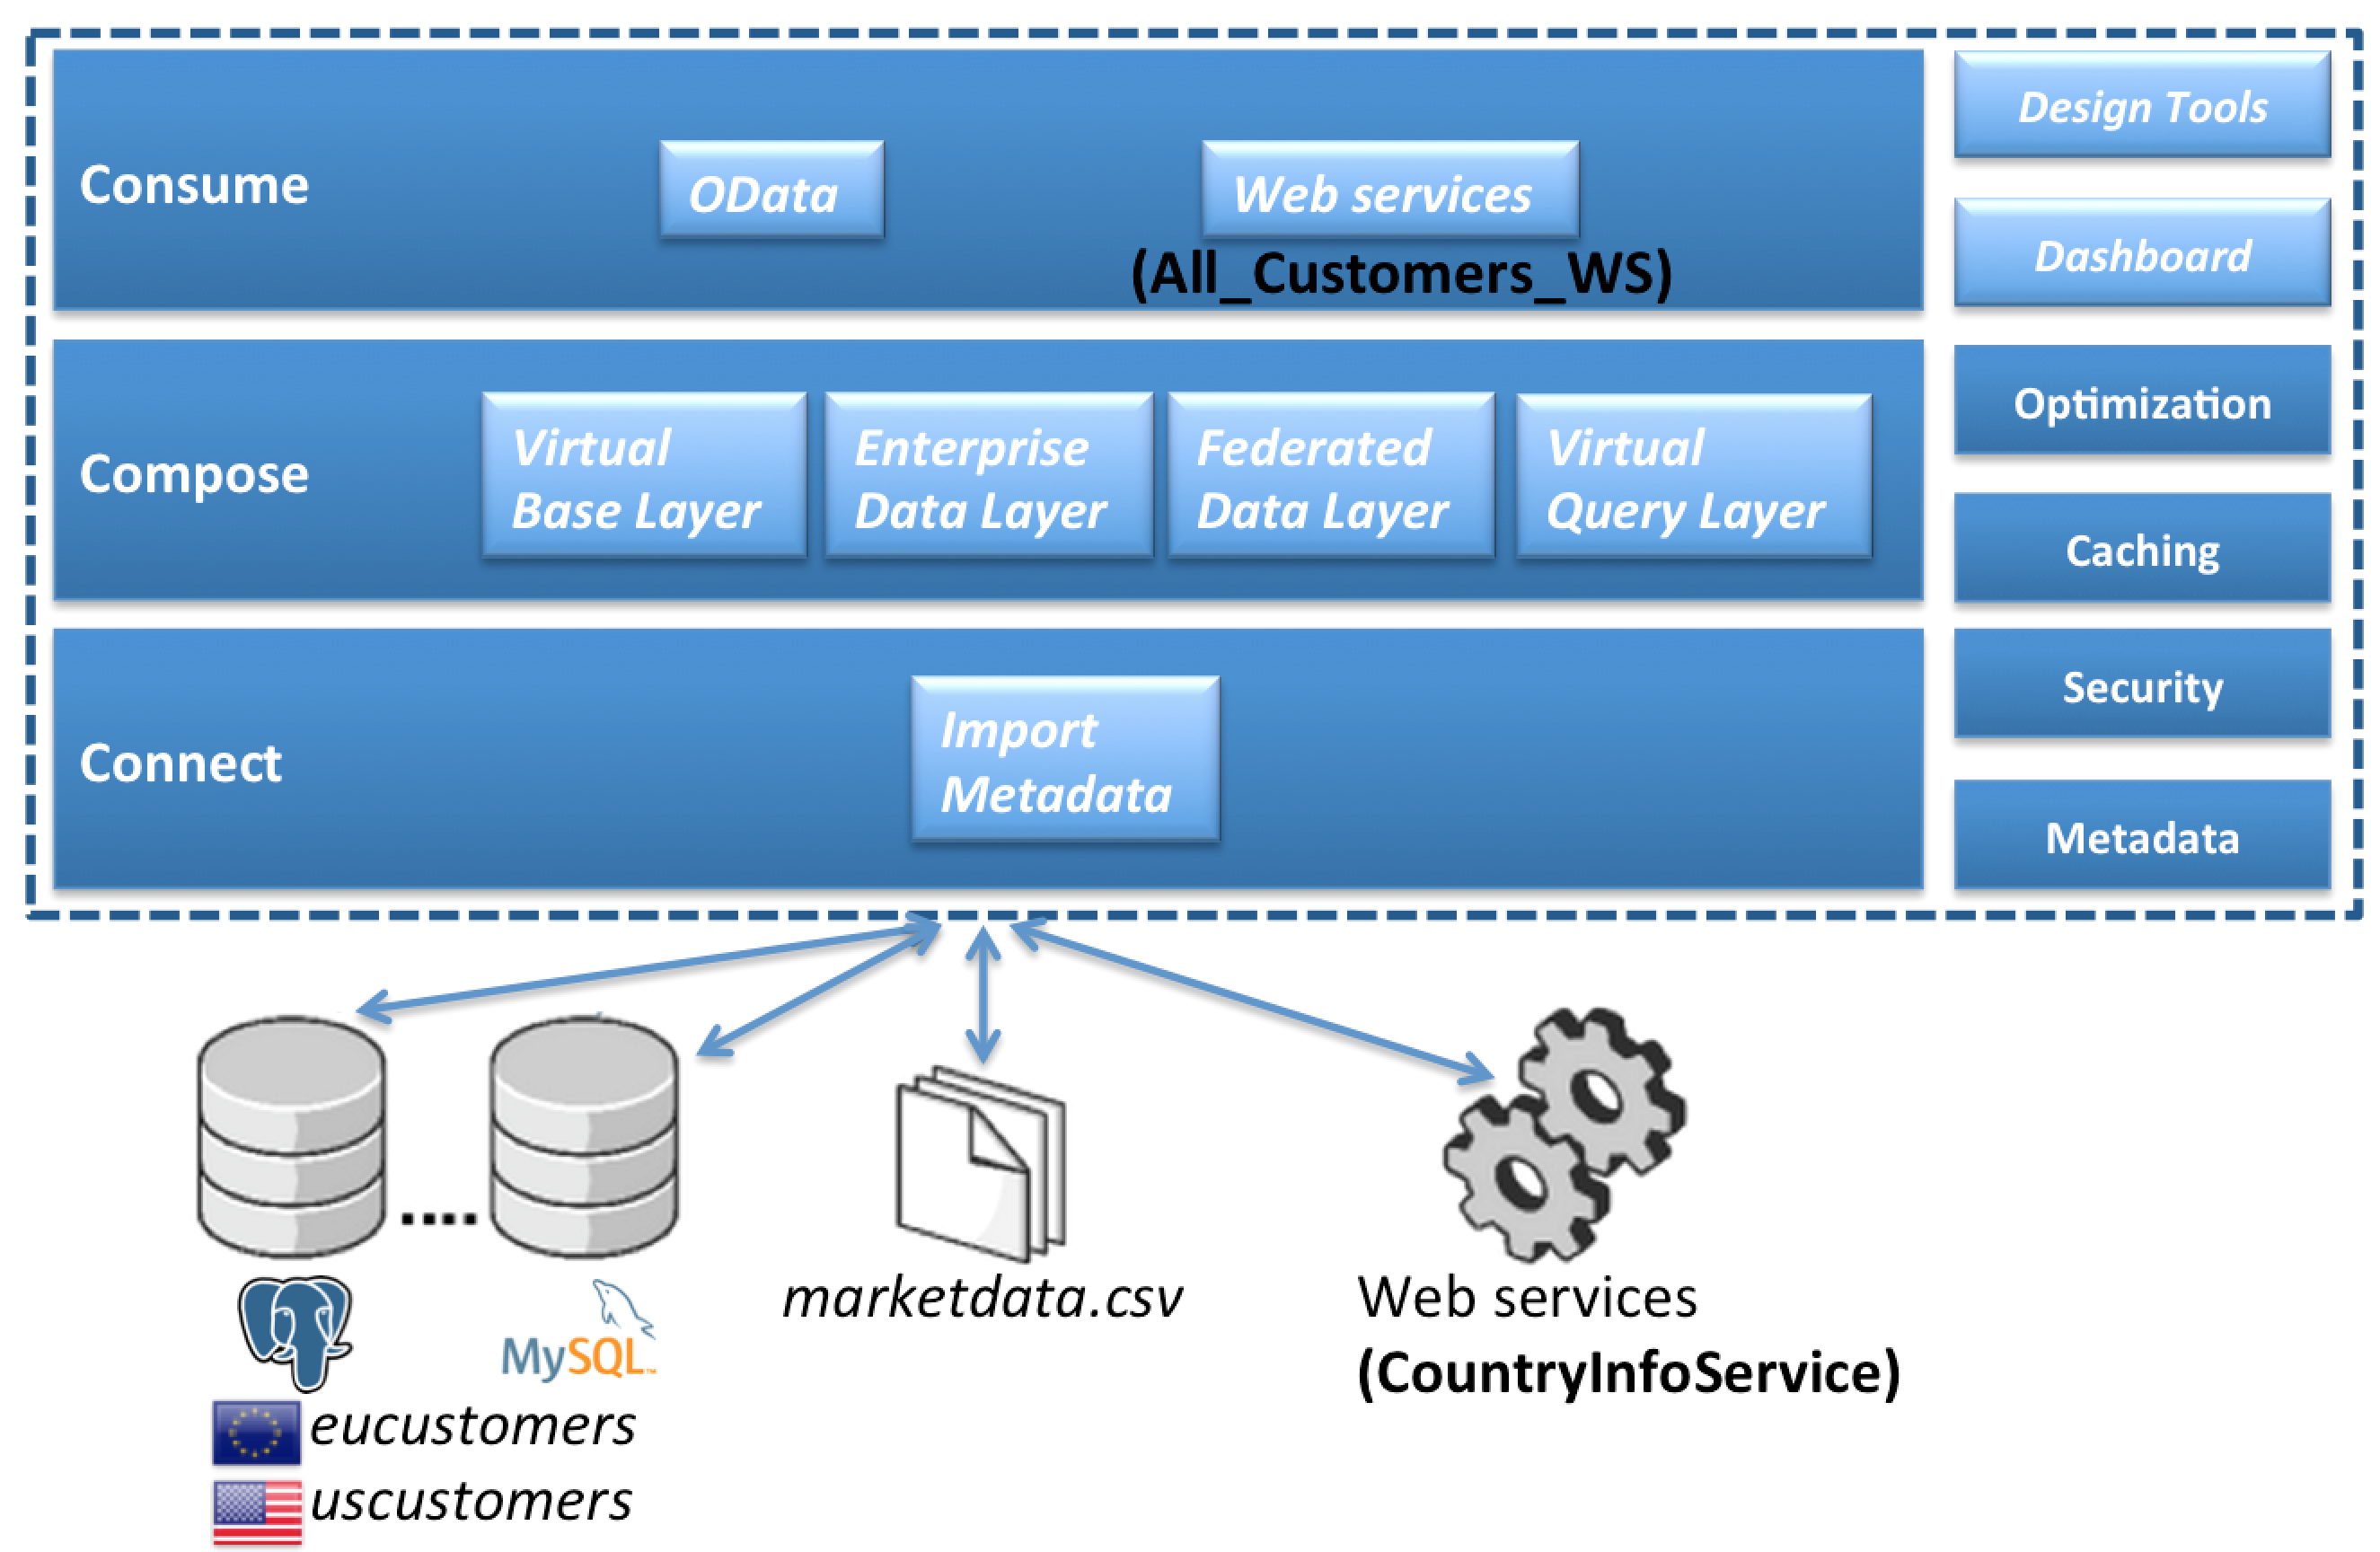 Consume
OData
Web services
(All_Customers_WS)
Design Tools
Dashboard
Compose
Virtual
Base Layer
Enterprise
Data Layer
Federated
Data Layer
Virtual
Query Layer
Optimization
Caching
Connect
Import
Metadata
Security
Metadata
MySQL™
marketdata.csv
Web services
(CountryInfoService)
eucustomers
uscustomers